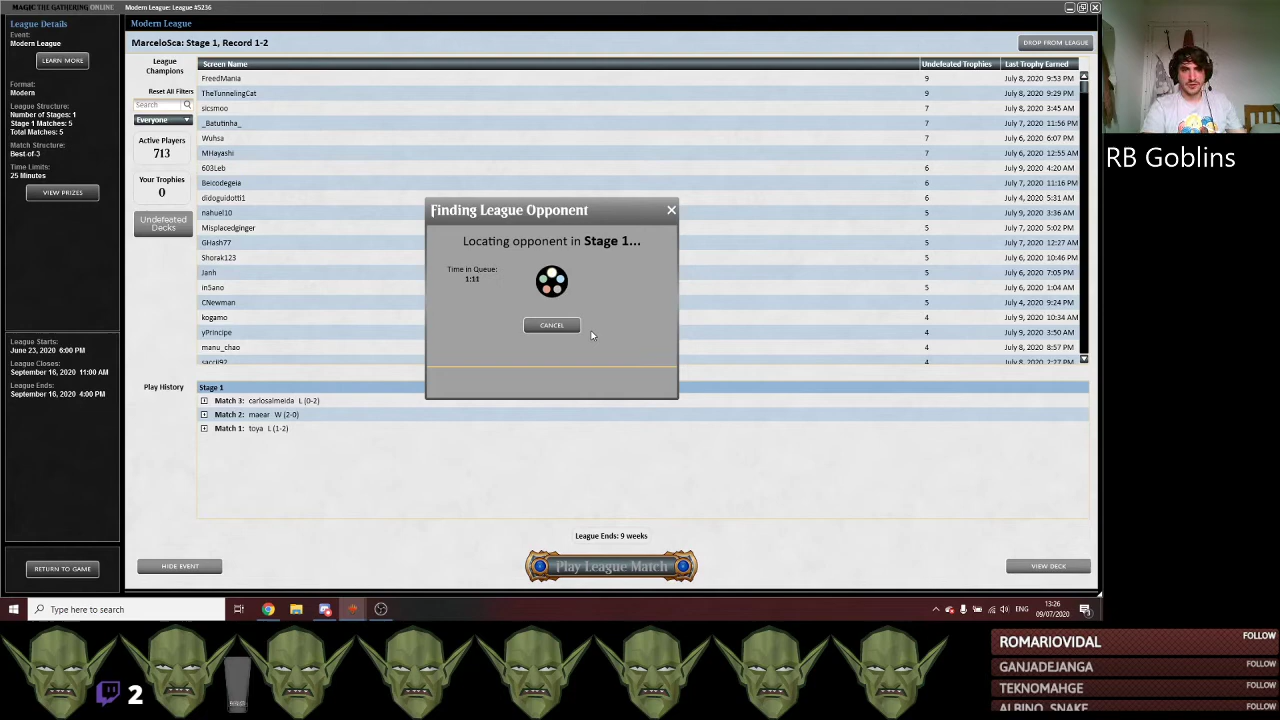 MAGIC THE GATHERING ONLINE
Modern League: League #5236
League Details
Event:
Modern League
LEARN MORE
Format:
Modern
League Structure:
Number of Stages: 1
Stage 1 Matches: 5
Total Matches: 5
Match Structure:
Best of 3
Time Limits:
25 Minutes
VIEW PRIZES
League Starts:
June 23, 2020 6:00 PM
League Closes:
September 16, 2020 11:00 AM
League Ends:
September 16, 2020 4:00 PM
RETURN TO GAME
Modern League
MarceloSca: Stage 1, Record 1-2
DROP FROM LEAGUE
League Champions
Reset All Filters
Search
Everyone
Active Players
713
Your Trophies
0
Undefeated Decks
Screen Name Undefeated Trophies Last Trophy Earned
FreedMania 9 July 8, 2020 9:53 PM
TheTunnelingCat 9 July 8, 2020 9:29 PM
sicsmoo 7 July 8, 2020 3:45 AM
_Batutinha_ 7 July 7, 2020 11:56 PM
Wuhsa 7 July 6, 2020 6:07 PM
MHayashi 7 July 6, 2020 12:55 AM
603Leb 6 July 9, 2020 4:20 AM
Beicodegeia 6 July 7, 2020 11:16 PM
didoguidotti1 6 July 4, 2020 5:31 AM
nahuel10 5 July 9, 2020 3:36 AM
Misplacedginger 5 July 7, 2020 5:02 PM
GHash77 5 July 7, 2020 12:27 AM
Shorak123 5 July 6, 2020 10:46 PM
Janh 5 July 6, 2020 7:05 PM
inSano 5 July 6, 2020 1:04 AM
CNewman 5 July 4, 2020 9:24 PM
kogamo 4 July 9, 2020 10:34 AM
yPrincipe 4 July 9, 2020 3:50 AM
manu_chao 4 July 8, 2020 8:57 PM
4 July 8, 2020 2:27 PM
Finding League Opponent
Locating opponent in Stage 1...
Time in Queue:
1:11
CANCEL
Play History
Stage 1
Match 3: carlosalmeida L (0-2)
Match 2: maear W (2-0)
Match 1: toya L (1-2)
League Ends: 9 weeks
HIDE EVENT
Play League Match
VIEW DECK
RB Goblins
Type here to search
ENG
13:26
09/07/2020
2
ROMARIOVIDAL FOLLOW
GANJADEJANGA FOLLOW
TEKNOMAHGE FOLLOW
ALBINO_SNAKE FOLLOW